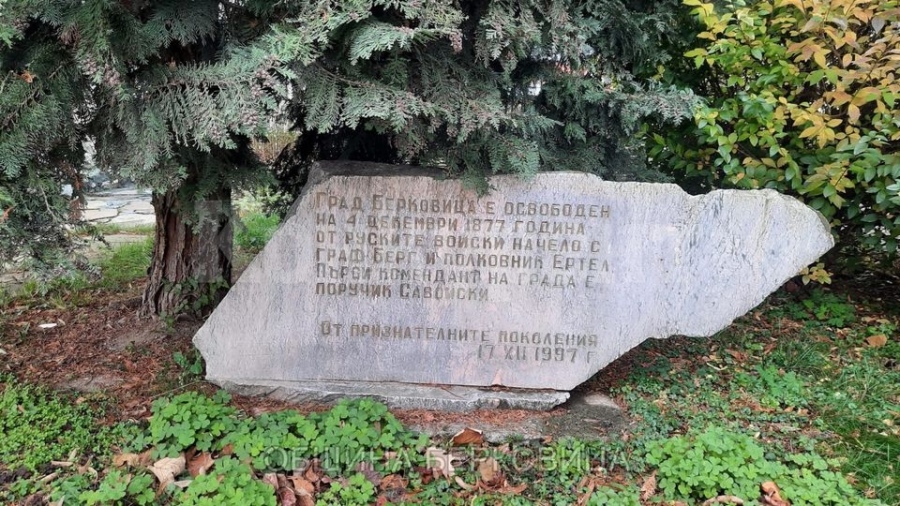 Град Берковица е освободен
на 4 декември 1877 година
от руските войски начело с
граф Берг и полковник Ертел.
Първи комендант на града е
поручик Савойски
От признателните поколения
17 XII 1997 г
ОБЩИНА БЕРКОВИЦА